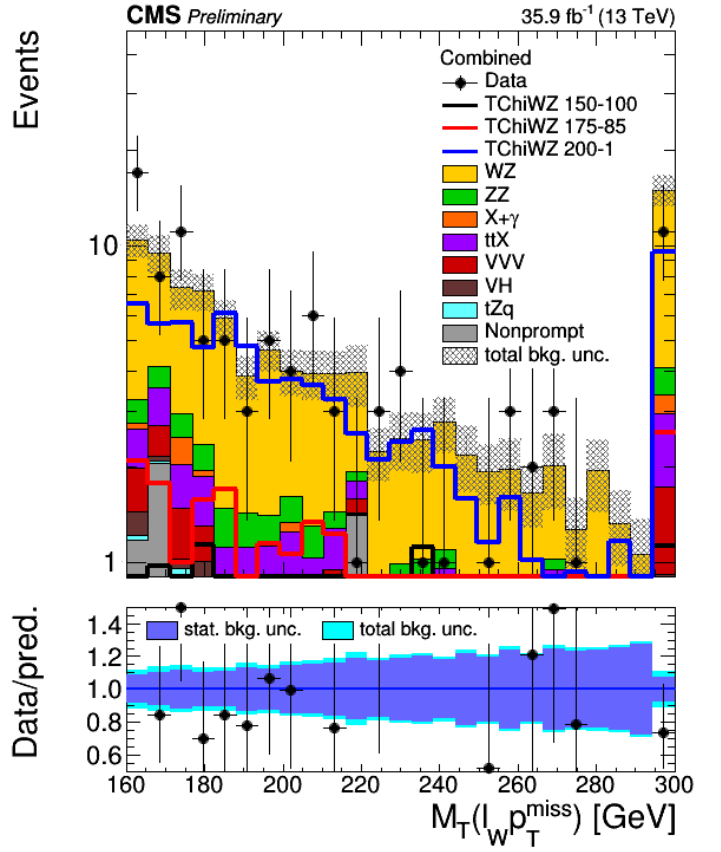 CMS Preliminary 35.9 fb⁻¹ (13 TeV)
Events
Combined
Data
TChiWZ 150-100
TChiWZ 175-85
TChiWZ 200-1
WZ
ZZ
X+γ
ttX
VVV
VH
tZq
Nonprompt
total bkg. unc.
10
1
Data/pred.
stat. bkg. unc. total bkg. unc.
1.4
1.2
1.0
0.8
0.6
160 180 200 220 240 260 280 300
M_T(l_W p_T^miss) [GeV]